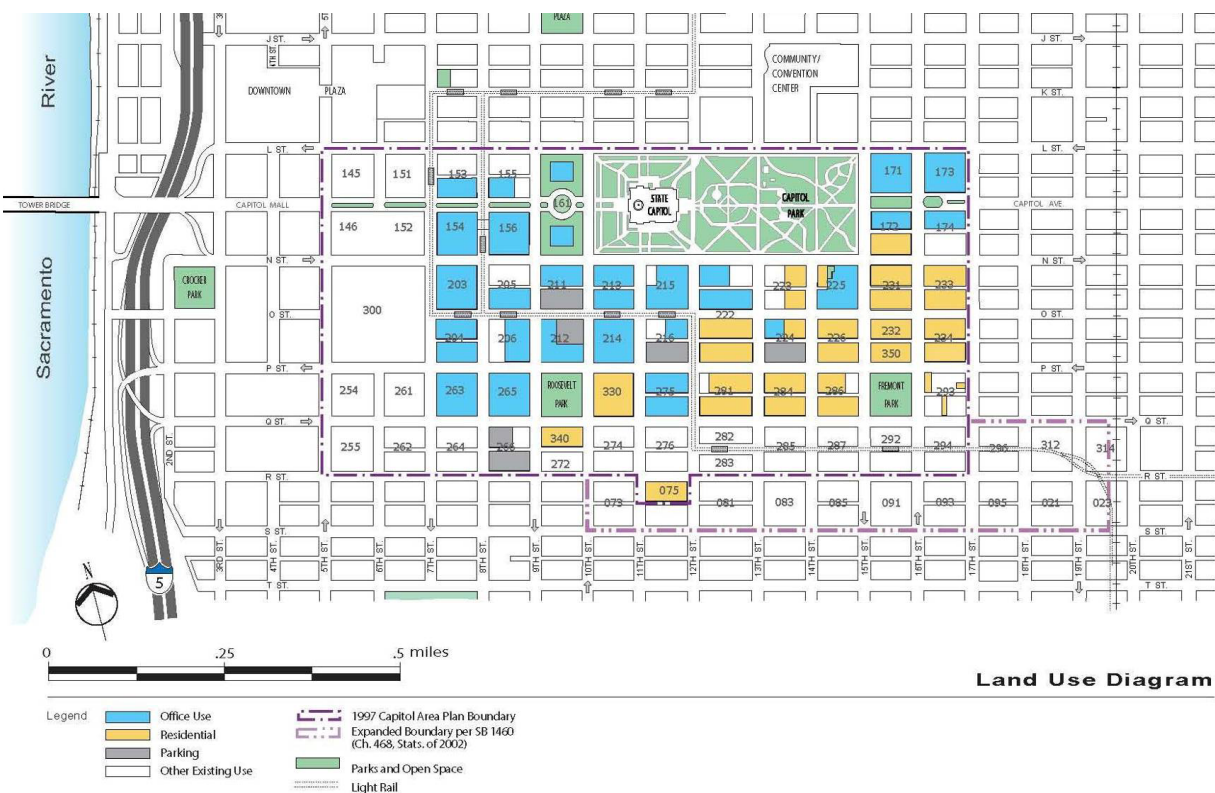 PLAZA
J ST.
J ST.
3RD
5TH
4TH ST.
River
DOWNTOWN PLAZA
COMMUNITY/
CONVENTION
CENTER
K ST.
L ST.
L ST.
145
151
153
155
171
173
TOWER BRIDGE
CAPITOL MALL
161
STATE
CAPITOL
CAPITOL
PARK
CAPITOL AVE
146
152
154
156
172
174
N ST.
N ST.
CROCKER
PARK
300
203
205
211
213
215
223
225
231
233
O ST.
222
O ST.
204
206
212
214
216
224
226
232
234
350
Sacramento
P ST.
P ST.
254
261
263
265
ROOSEVELT
PARK
330
275
281
284
286
FREMONT
PARK
293
Q ST.
Q ST.
2ND ST.
255
262
264
266
340
272
274
276
282
283
285
287
292
294
296
312
314
R ST.
R ST.
073
075
081
083
085
091
093
095
021
023
S ST.
S ST.
3RD ST.
4TH ST.
5TH ST.
6TH ST.
7TH ST.
8TH ST.
9TH ST.
10TH ST.
11TH ST.
12TH ST.
13TH ST.
14TH ST.
15TH ST.
16TH ST.
17TH ST.
18TH ST.
19TH ST.
20TH ST.
21ST ST.
T ST.
T ST.
N
5
0 .25 .5 miles
Land Use Diagram
Legend
Office Use
Residential
Parking
Other Existing Use
1997 Capitol Area Plan Boundary
Expanded Boundary per SB 1460
(Ch. 468, Stats. of 2002)
Parks and Open Space
Light Rail